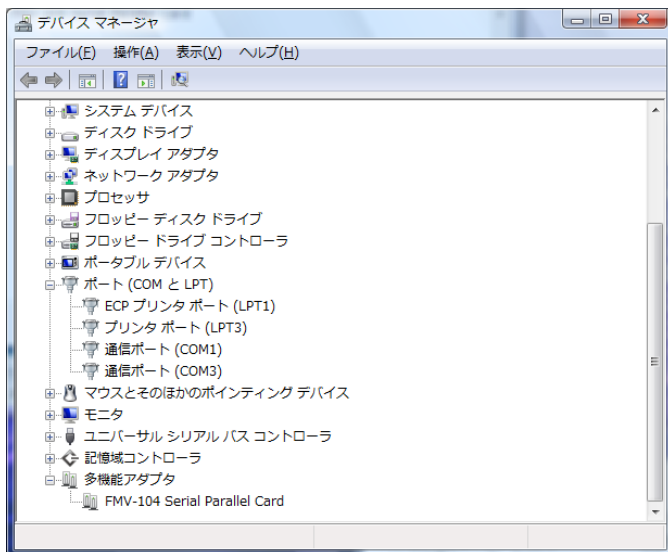 デバイス マネージャ
ファイル(F) 操作(A) 表示(V) ヘルプ(H)
システム デバイス
ディスク ドライブ
ディスプレイ アダプタ
ネットワーク アダプタ
プロセッサ
フロッピー ディスク ドライブ
フロッピー ドライブ コントローラ
ポータブル デバイス
ポート (COM と LPT)
ECP プリンタ ポート (LPT1)
プリンタ ポート (LPT3)
通信ポート (COM1)
通信ポート (COM3)
マウスとそのほかのポインティング デバイス
モニタ
ユニバーサル シリアル バス コントローラ
記憶域コントローラ
多機能アダプタ
FMV-104 Serial Parallel Card